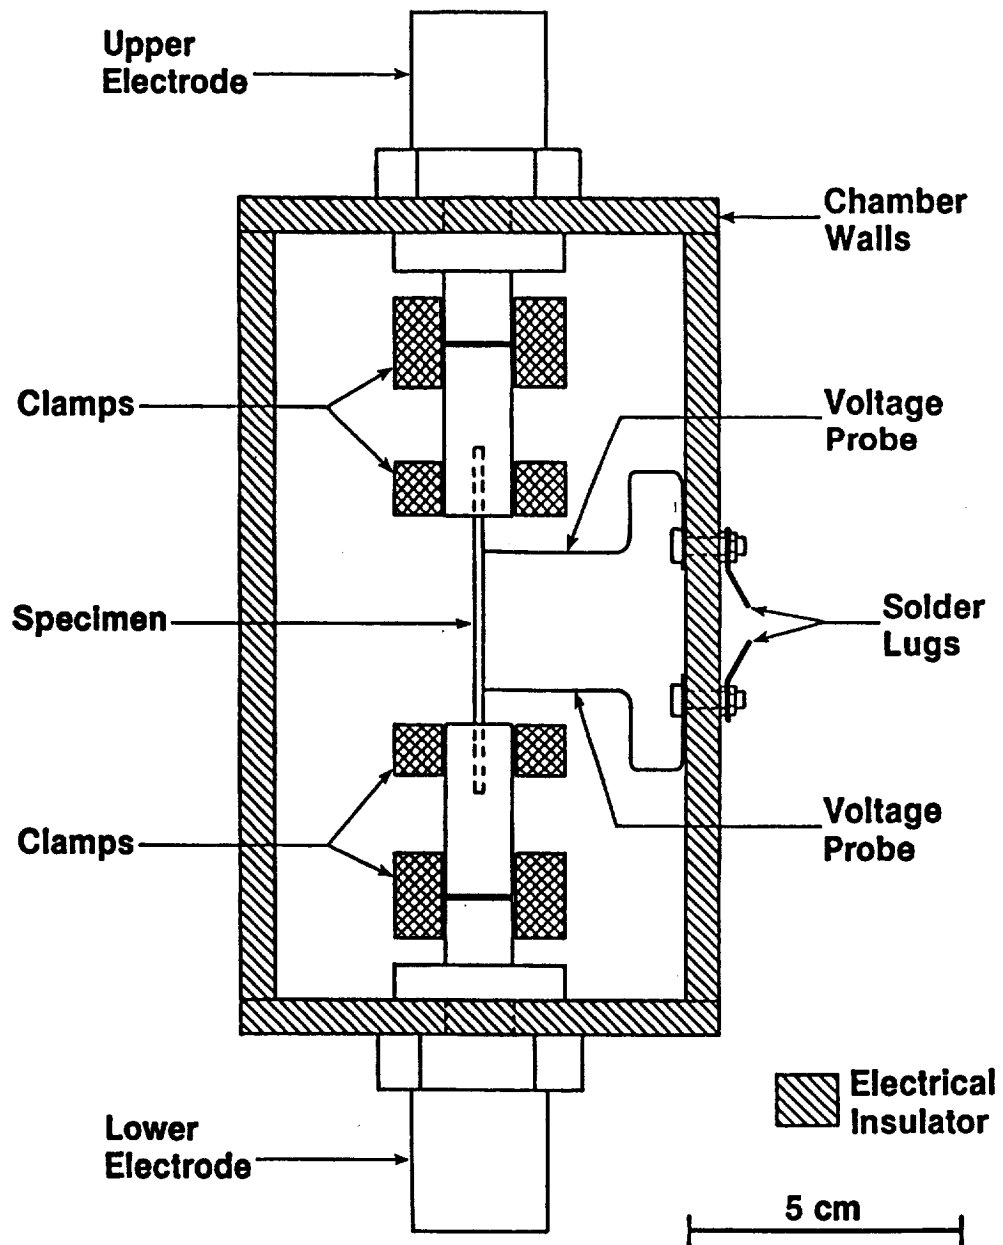 Upper
Electrode
Chamber
Walls
Clamps
Voltage
Probe
Specimen
Solder
Lugs
Voltage
Probe
Clamps
Electrical
Insulator
Lower
Electrode
5 cm